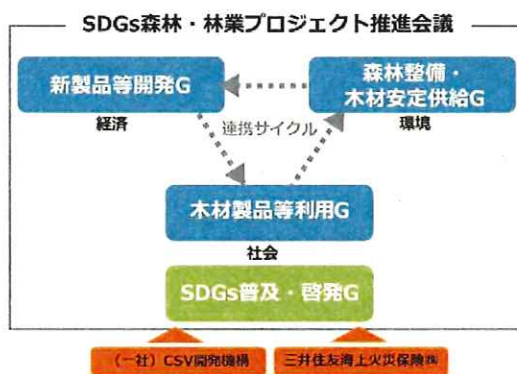 SDGs森林・林業プロジェクト推進会議
新製品等開発G
経済
森林整備・
木材安定供給G
環境
連携サイクル
木材製品等利用G
社会
SDGs普及・啓発G
(一社)CSV開発機構
三井住友海上火災保険㈱